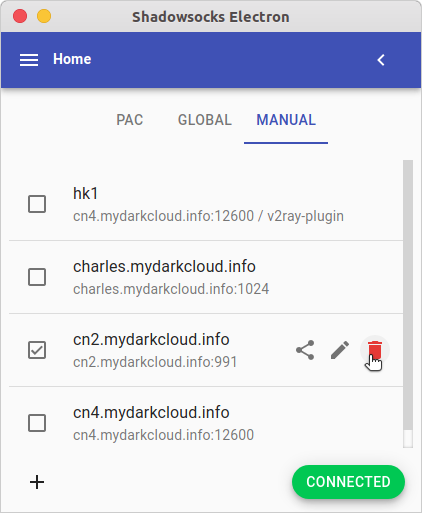 Shadowsocks Electron
Home
PAC GLOBAL MANUAL
hk1
cn4.mydarkcloud.info:12600 / v2ray-plugin
charles.mydarkcloud.info
charles.mydarkcloud.info:1024
cn2.mydarkcloud.info
cn2.mydarkcloud.info:991
cn4.mydarkcloud.info
cn4.mydarkcloud.info:12600
CONNECTED